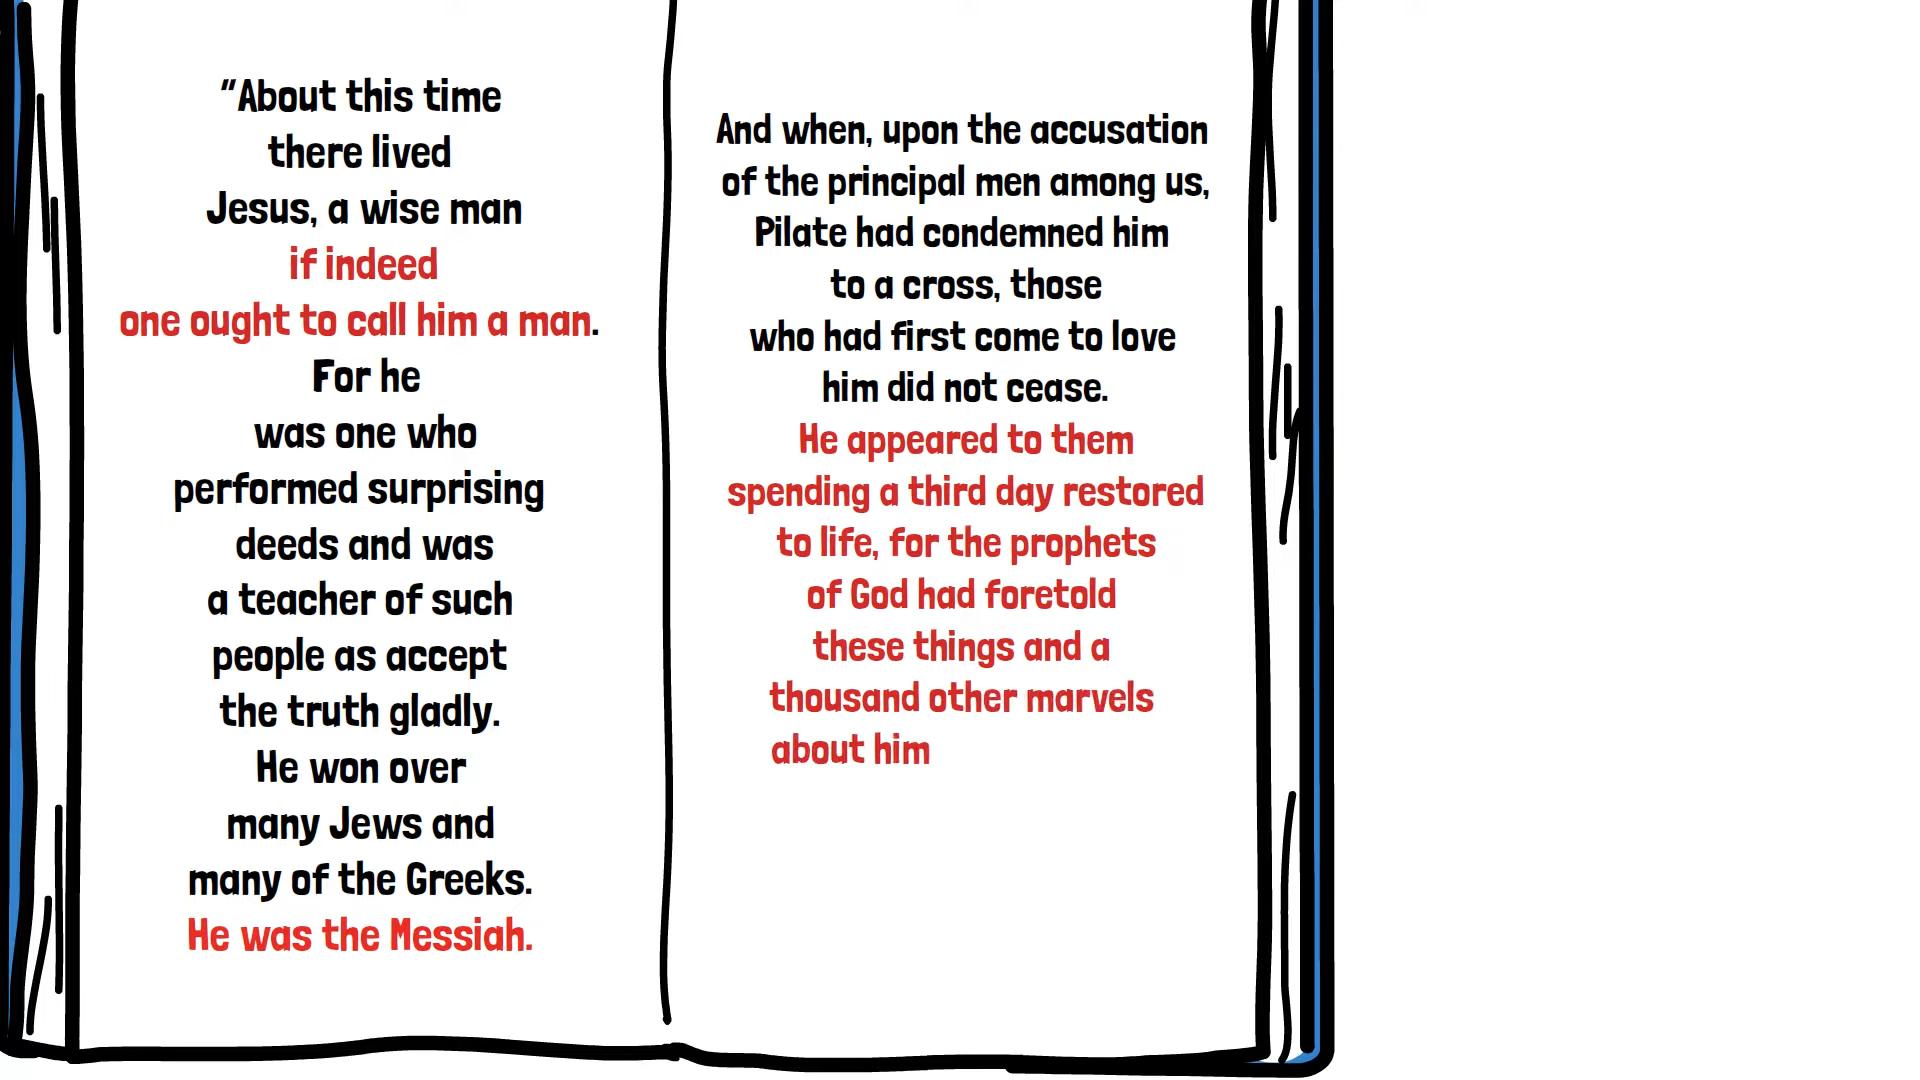 "About this time
there lived
Jesus, a wise man
if indeed
one ought to call him a man.
For he
was one who
performed surprising
deeds and was
a teacher of such
people as accept
the truth gladly.
He won over
many Jews and
many of the Greeks.
He was the Messiah.
And when, upon the accusation
of the principal men among us,
Pilate had condemned him
to a cross, those
who had first come to love
him did not cease.
He appeared to them
spending a third day restored
to life, for the prophets
of God had foretold
these things and a
thousand other marvels
about him